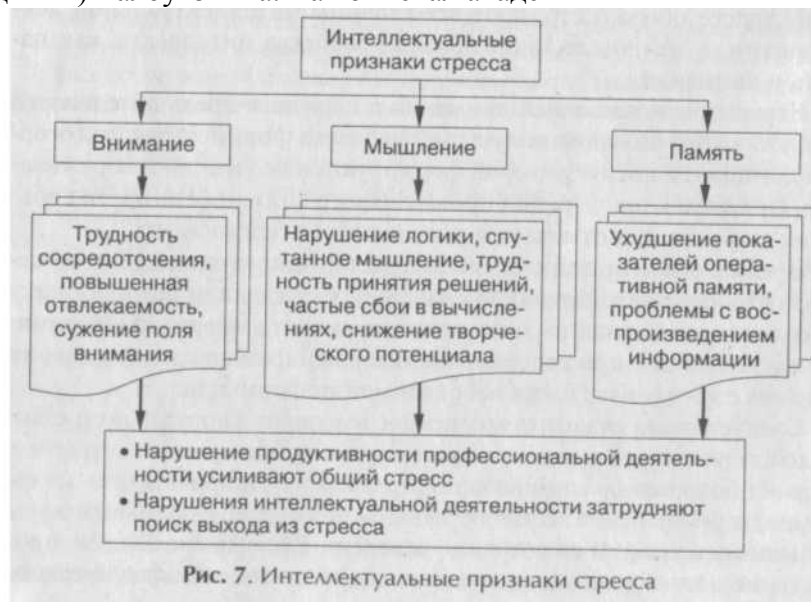 Интеллектуальные
признаки стресса
Внимание
Мышление
Память
Трудность
сосредоточения,
повышенная
отвлекаемость,
сужение поля
внимания
Нарушение логики, спу-
танное мышление, труд-
ность принятия решений,
частые сбои в вычисле-
ниях, снижение творче-
ского потенциала
Ухудшение пока-
зателей опера-
тивной памяти,
проблемы с вос-
произведением
информации
• Нарушение продуктивности профессиональной деятель-
ности усиливают общий стресс
• Нарушения интеллектуальной деятельности затрудняют
поиск выхода из стресса
Рис. 7. Интеллектуальные признаки стресса